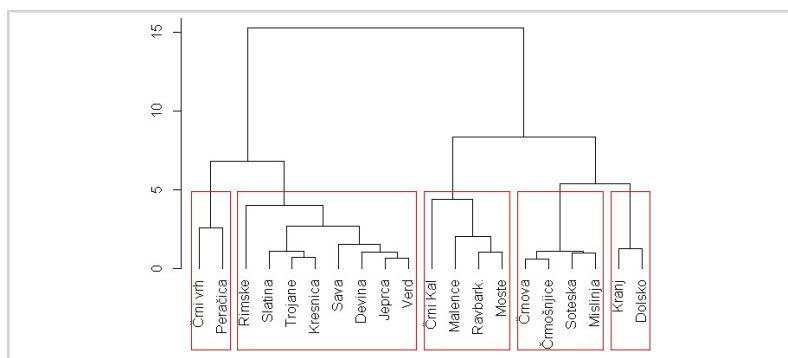 15
10
5
0
Črni vrh
Peračica
Rimske
Slatina
Trojane
Kresnica
Sava
Devina
Jeprca
Verd
Črni Kal
Malence
Ravbark.
Moste
Črnova
Črmošnjice
Soteska
Mislinja
Kranj
Dolsko